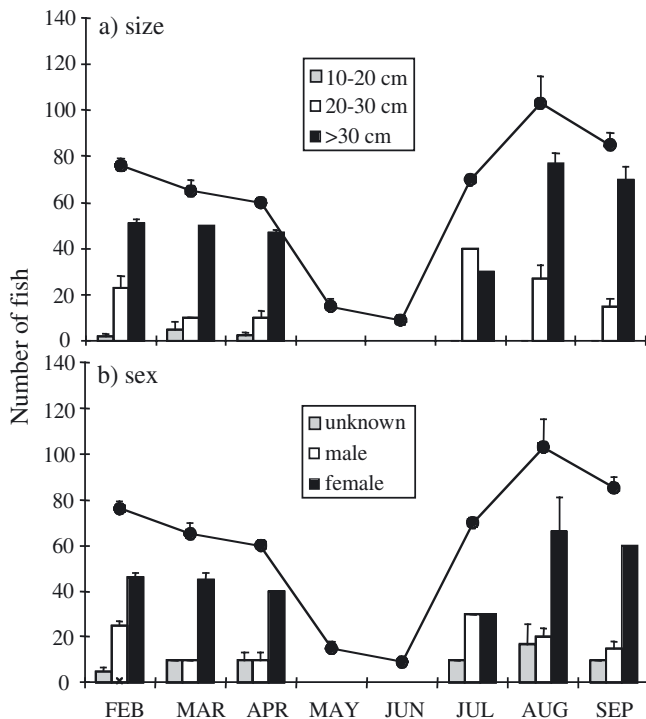 140
a) size
120
10-20 cm
100
20-30 cm
>30 cm
80
60
40
20
0
Number of fish
140
b) sex
120
unknown
100
male
female
80
60
40
20
0
FEB MAR APR MAY JUN JUL AUG SEP